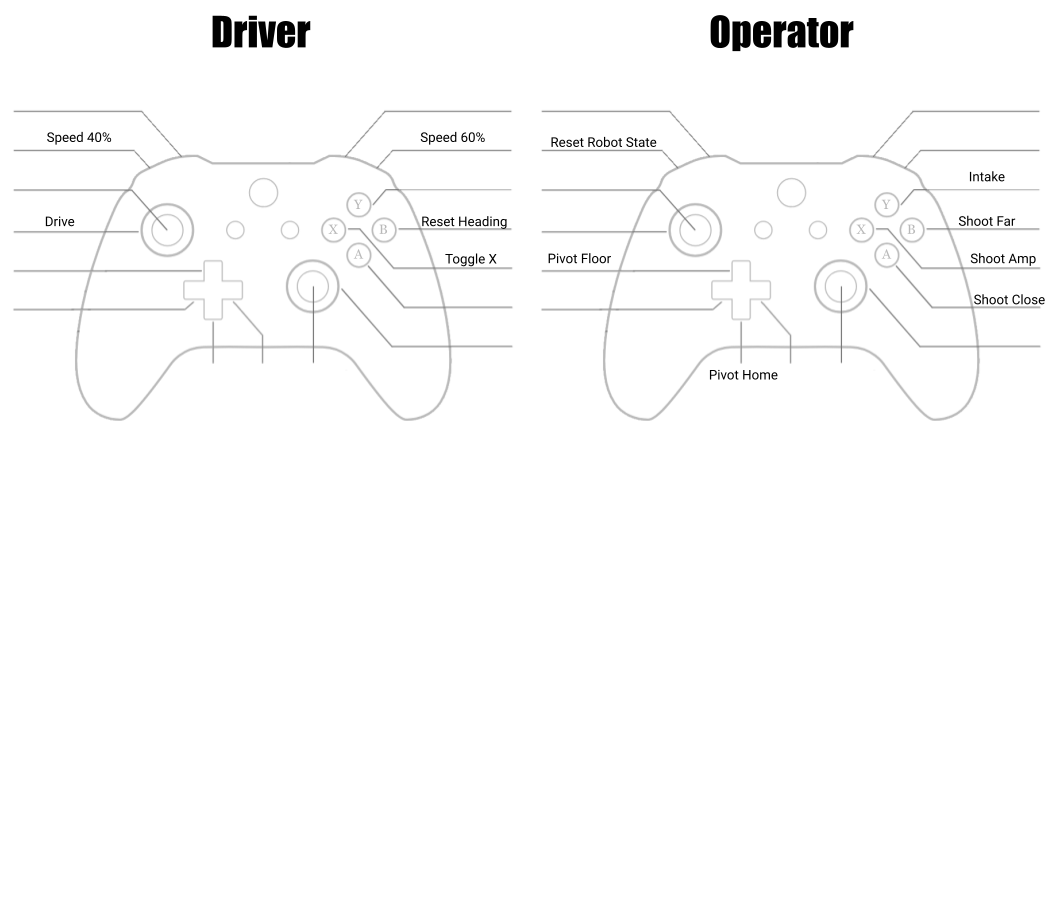 Driver
Operator
Speed 40%
Speed 60%
Reset Robot State
Intake
Y
Y
Drive
X
B
Reset Heading
X
B
Shoot Far
A
Toggle X
Pivot Floor
A
Shoot Amp
Shoot Close
Pivot Home